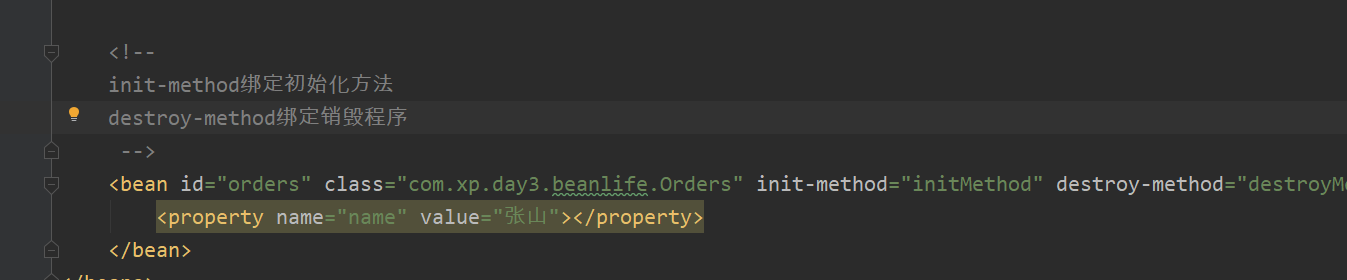 <!--
init-method绑定初始化方法
destroy-method绑定销毁程序
-->
<bean id="orders" class="com.xp.day3.beanlife.Orders" init-method="initMethod" destroy-method="destroyMe
<property name="name" value="张山"></property>
</bean>
</beans>